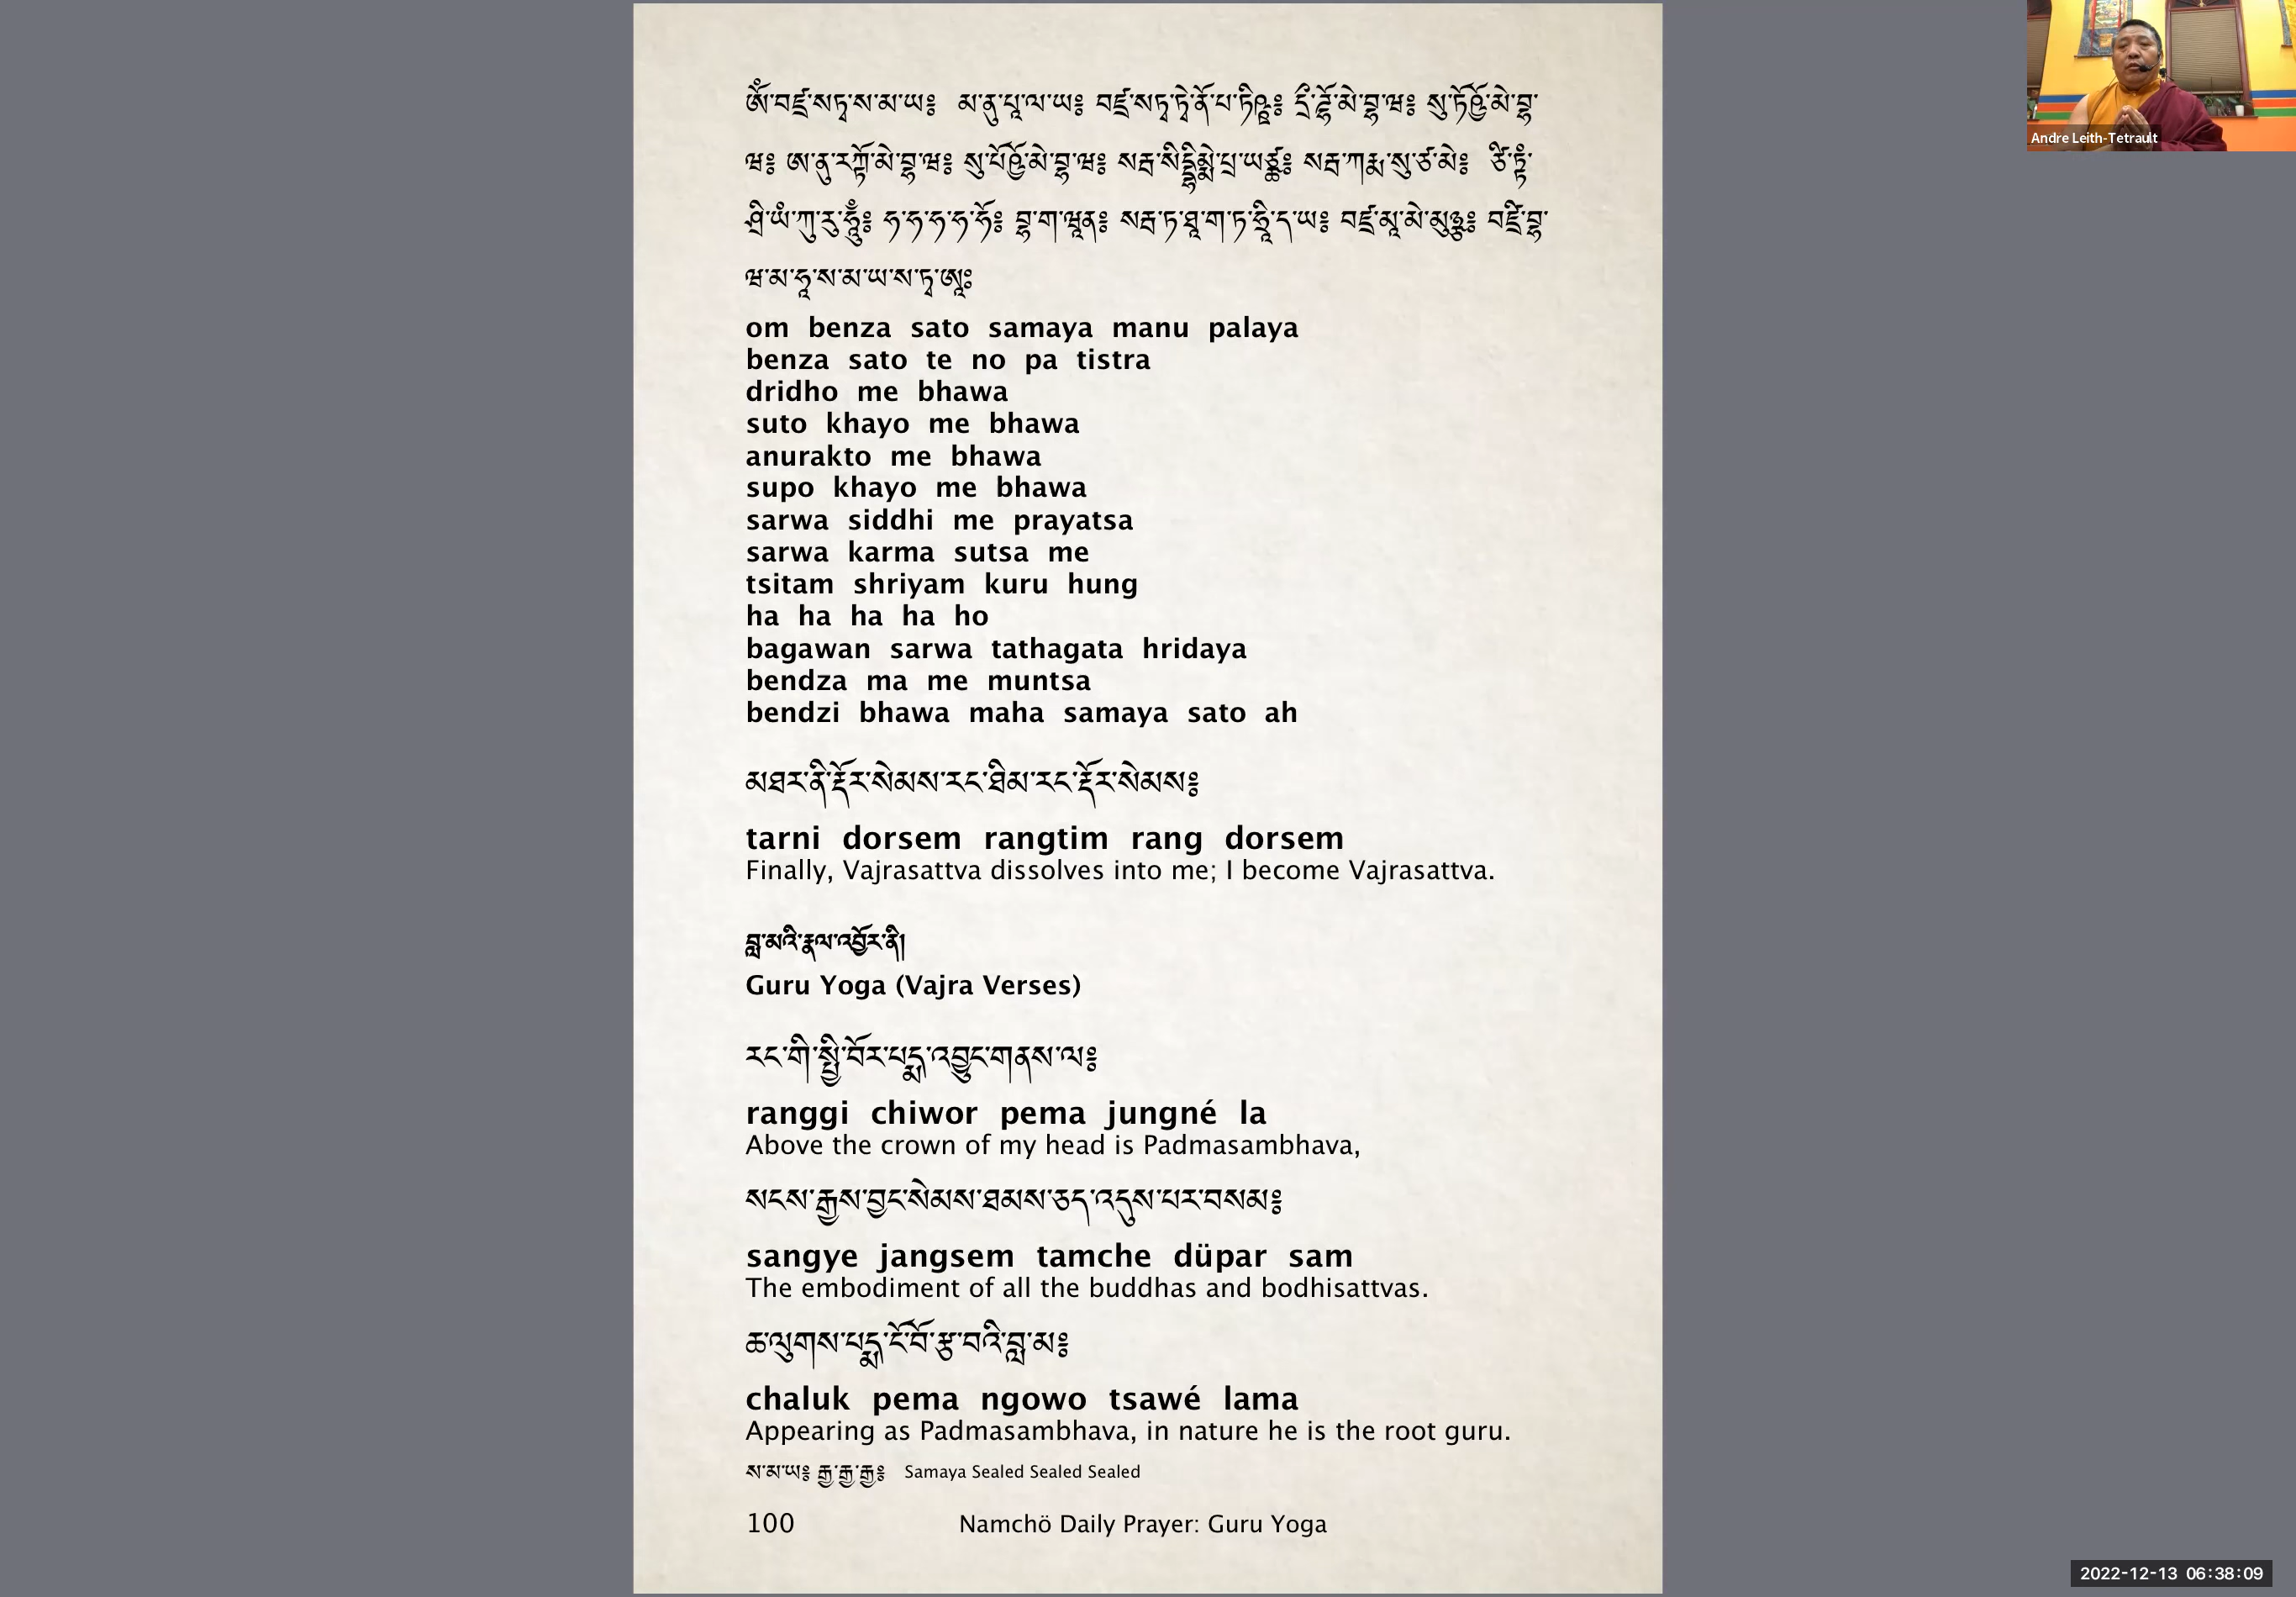 ཨོཾ་བཛྲ་སཏྭ་ས་མ་ཡ༔ མ་ནུ་པཱ་ལ་ཡ༔ བཛྲ་སཏྭ་ཏྭེ་ནོ་པ་ཏིཥྛ༔ དྲྀ་ཌྷོ་མེ་བྷ་ཝ༔ སུ་ཏོཥྱོ་མེ་བྷ་
ཝ༔ ཨ་ནུ་རཀྟོ་མེ་བྷ་ཝ༔ སུ་པོཥྱོ་མེ་བྷ་ཝ༔ སརྦ་སིདྡྷིམྨེ་པྲ་ཡཙྪ༔ སརྦ་ཀརྨ་སུ་ཙ་མེ༔ ཙིཏྟཾ་
ཤྲི་ཡཾ་ཀུ་རུ་ཧཱུྃ༔ ཧ་ཧ་ཧ་ཧ་ཧོ༔ བྷ་ག་ཝཱན༔ སརྦ་ཏ་ཐཱ་ག་ཏ་ཧྲཱི་ད་ཡ༔ བཛྲ་མཱ་མེ་མུཉྩ༔ བཛྲི་བྷ་
ཝ་མ་ཧཱ་ས་མ་ཡ་ས་ཏྭ་ཨཱ༔
om benza sato samaya manu palaya
benza sato te no pa tistra
dridho me bhawa
suto khayo me bhawa
anurakto me bhawa
supo khayo me bhawa
sarwa siddhi me prayatsa
sarwa karma sutsa me
tsitam shriyam kuru hung
ha ha ha ha ho
bagawan sarwa tathagata hridaya
bendza ma me muntsa
bendzi bhawa maha samaya sato ah
མཐར་ནི་རྡོར་སེམས་རང་ཐིམ་རང་རྡོར་སེམས༔
tarni dorsem rangtim rang dorsem
Finally, Vajrasattva dissolves into me; I become Vajrasattva.
བླ་མའི་རྣལ་འབྱོར་ནི།
Guru Yoga (Vajra Verses)
རང་གི་སྤྱི་བོར་པདྨ་འབྱུང་གནས་ལ༔
ranggi chiwor pema jungné la
Above the crown of my head is Padmasambhava,
སངས་རྒྱས་བྱང་སེམས་ཐམས་ཅད་འདུས་པར་བསམ༔
sangye jangsem tamche düpar sam
The embodiment of all the buddhas and bodhisattvas.
ཆ་ལུགས་པདྨ་ངོ་བོ་རྩ་བའི་བླ་མ༔
chaluk pema ngowo tsawé lama
Appearing as Padmasambhava, in nature he is the root guru.
ས་མ་ཡ༔ རྒྱ་རྒྱ་རྒྱ༔ Samaya Sealed Sealed Sealed
100 Namchö Daily Prayer: Guru Yoga
Andre Leith-Tetrault
2022-12-13 06:38:09